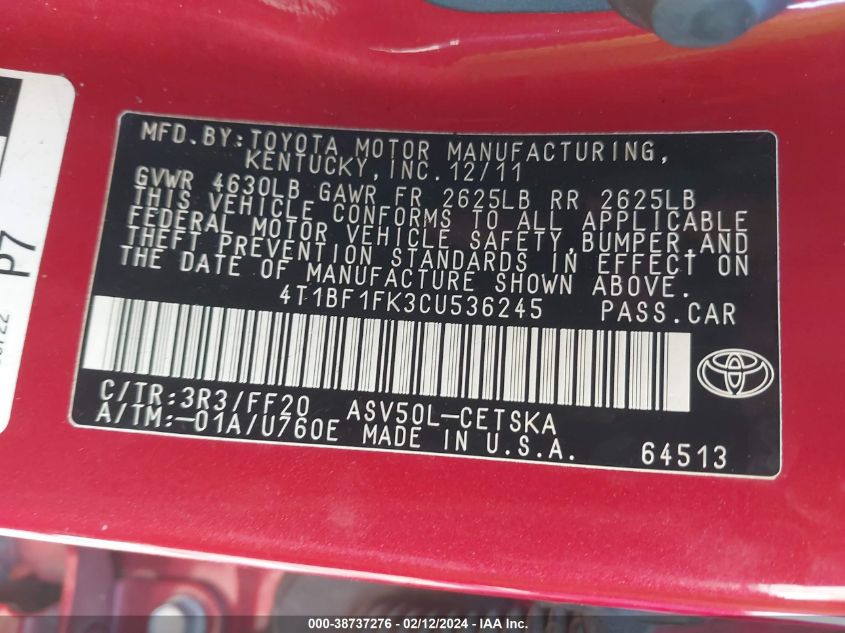 MFD. BY: TOYOTA MOTOR MANUFACTURING,
KENTUCKY, INC. 12/11
GVWR 4630LB GAWR FR 2625LB RR 2625LB
THIS VEHICLE CONFORMS TO ALL APPLICABLE
FEDERAL MOTOR VEHICLE SAFETY, BUMPER, AND
THEFT PREVENTION STANDARDS IN EFFECT ON
THE DATE OF MANUFACTURE SHOWN ABOVE.
4T1BF1FK3CU536245 PASS. CAR
C/TR: 3R3/FF20 ASV50L-CETSKA
A/TM: -01A/U760E MADE IN U.S.A.
64513
P7
000-38737276 - 02/12/2024 - IAA Inc.